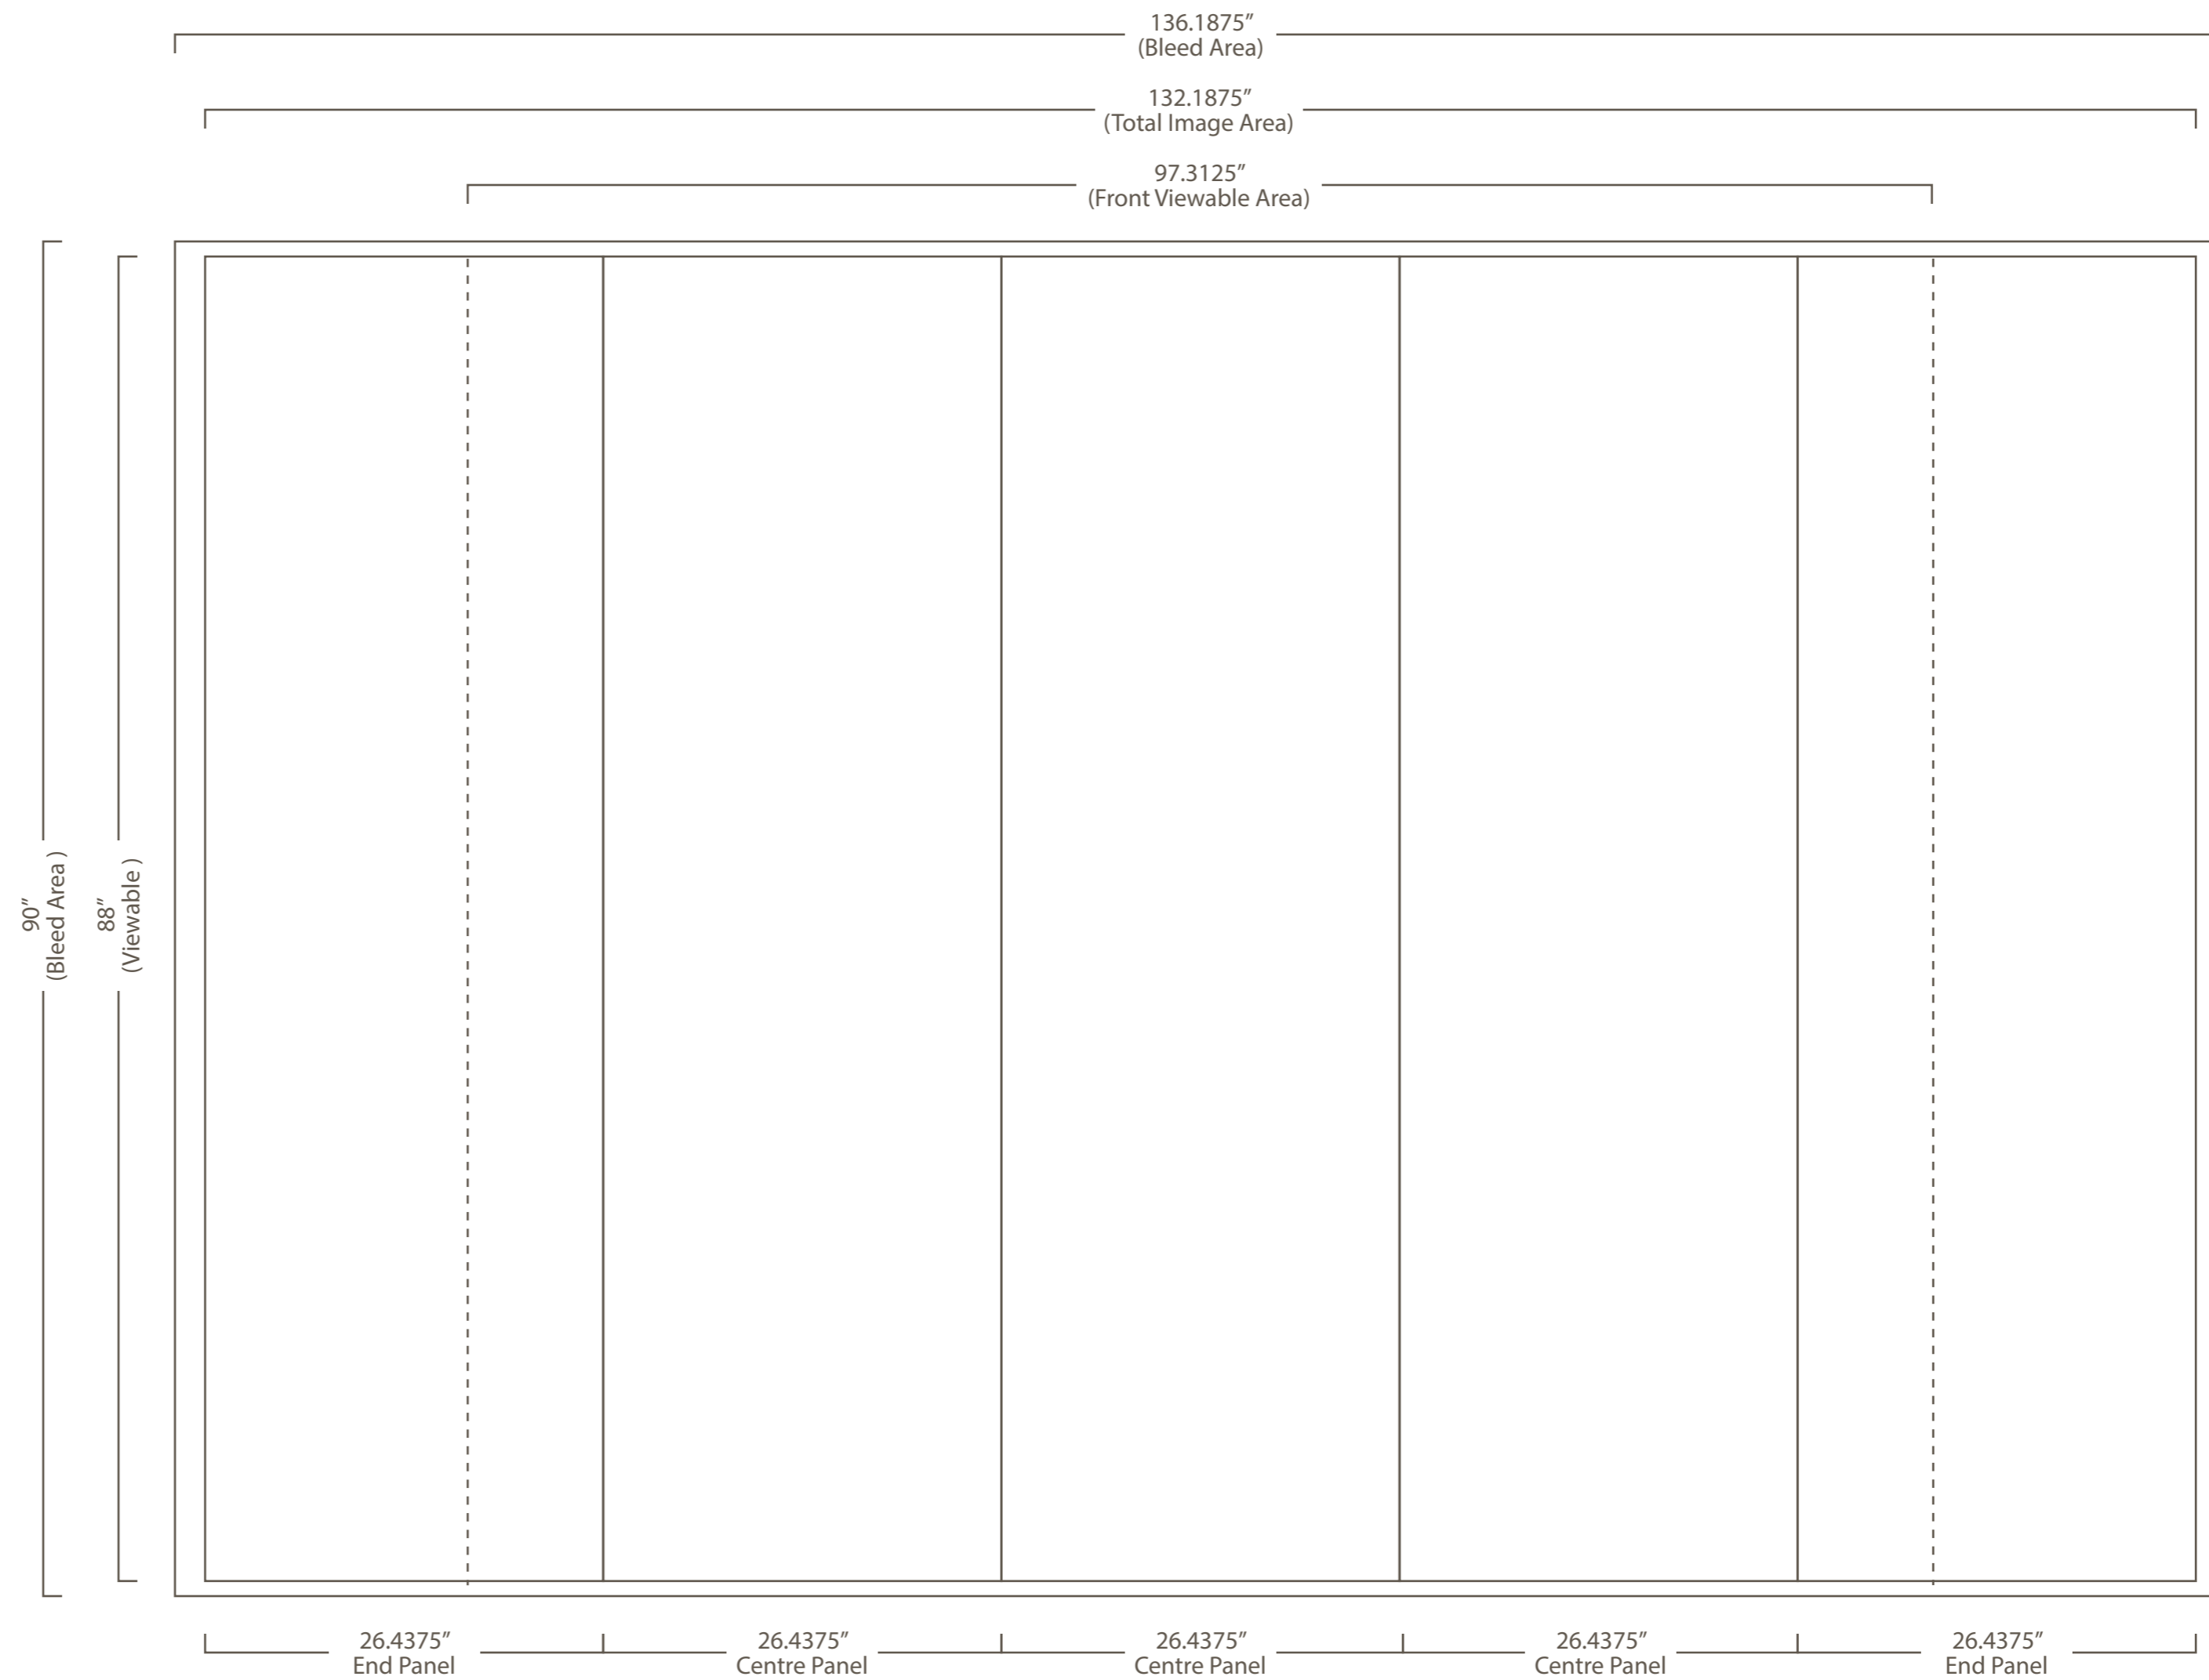 136.1875”
(Bleed Area)
132.1875”
(Total Image Area)
97.3125”
(Front Viewable Area)
90”
(Bleed Area )
88”
(Viewable )
26.4375”
End Panel
26.4375”
Centre Panel
26.4375”
Centre Panel
26.4375”
Centre Panel
26.4375”
End Panel